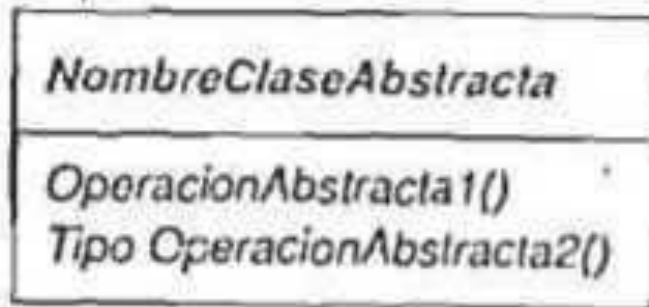 NombreClaseAbstracta
OperacionAbstracta1()
Tipo OperacionAbstracta2()